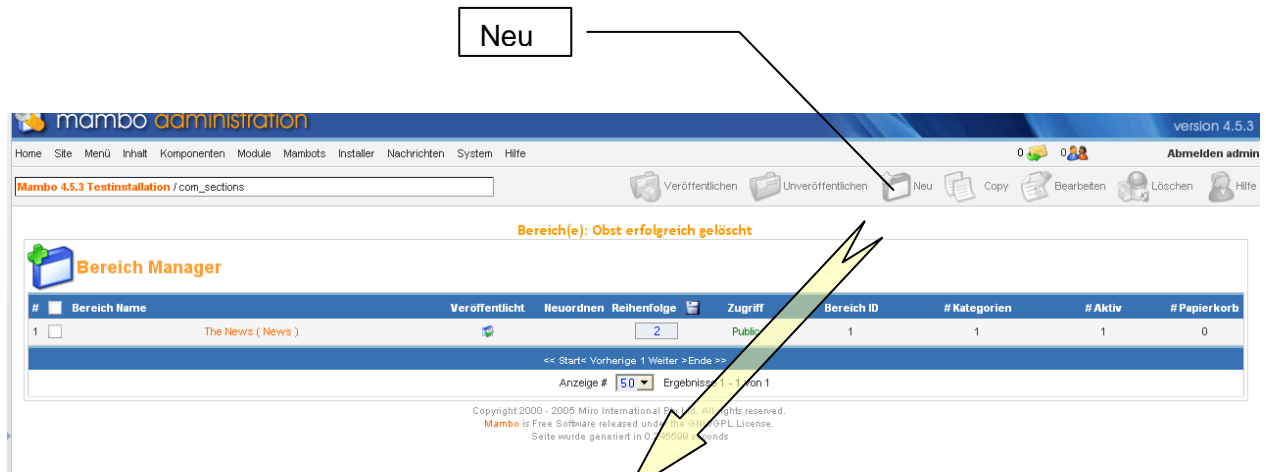 Neu
mambo administration
version 4.5.3
Home Site Menü Inhalt Komponenten Module Mambots Installer Nachrichten System Hilfe 0 0 Abmelden admin
Mambo 4.5.3 Testinstallation / com_sections
Veröffentlichen Unveröffentlichen Neu Copy Bearbeiten Löschen Hilfe
Bereich(e): Obst erfolgreich gelöscht
Bereich Manager
# Bereich Name Veröffentlicht Neuordnen Reihenfolge Zugriff Bereich ID # Kategorien # Aktiv # Papierkorb
1 The News ( News ) 2 Public 1 1 1 0
<< Start< Vorherige 1 Weiter >Ende >>
Anzeige # 50 Ergebnisse 1 - 1 von 1
Copyright 2000 - 2005 Miro International Pty Ltd. All rights reserved.
Mambo is Free Software released under the GNU/GPL License.
Seite wurde generiert in seconds